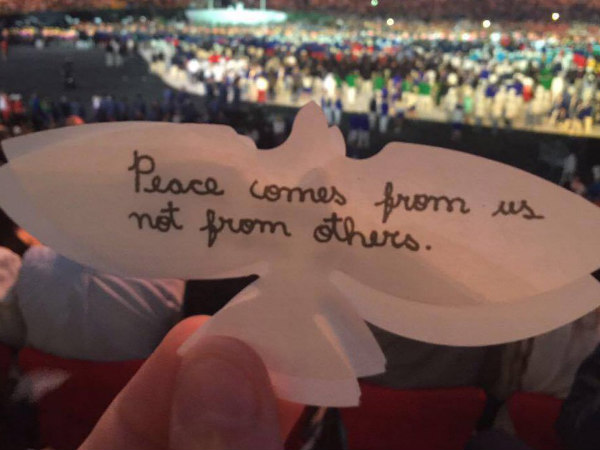 Peace comes from us
not from others.